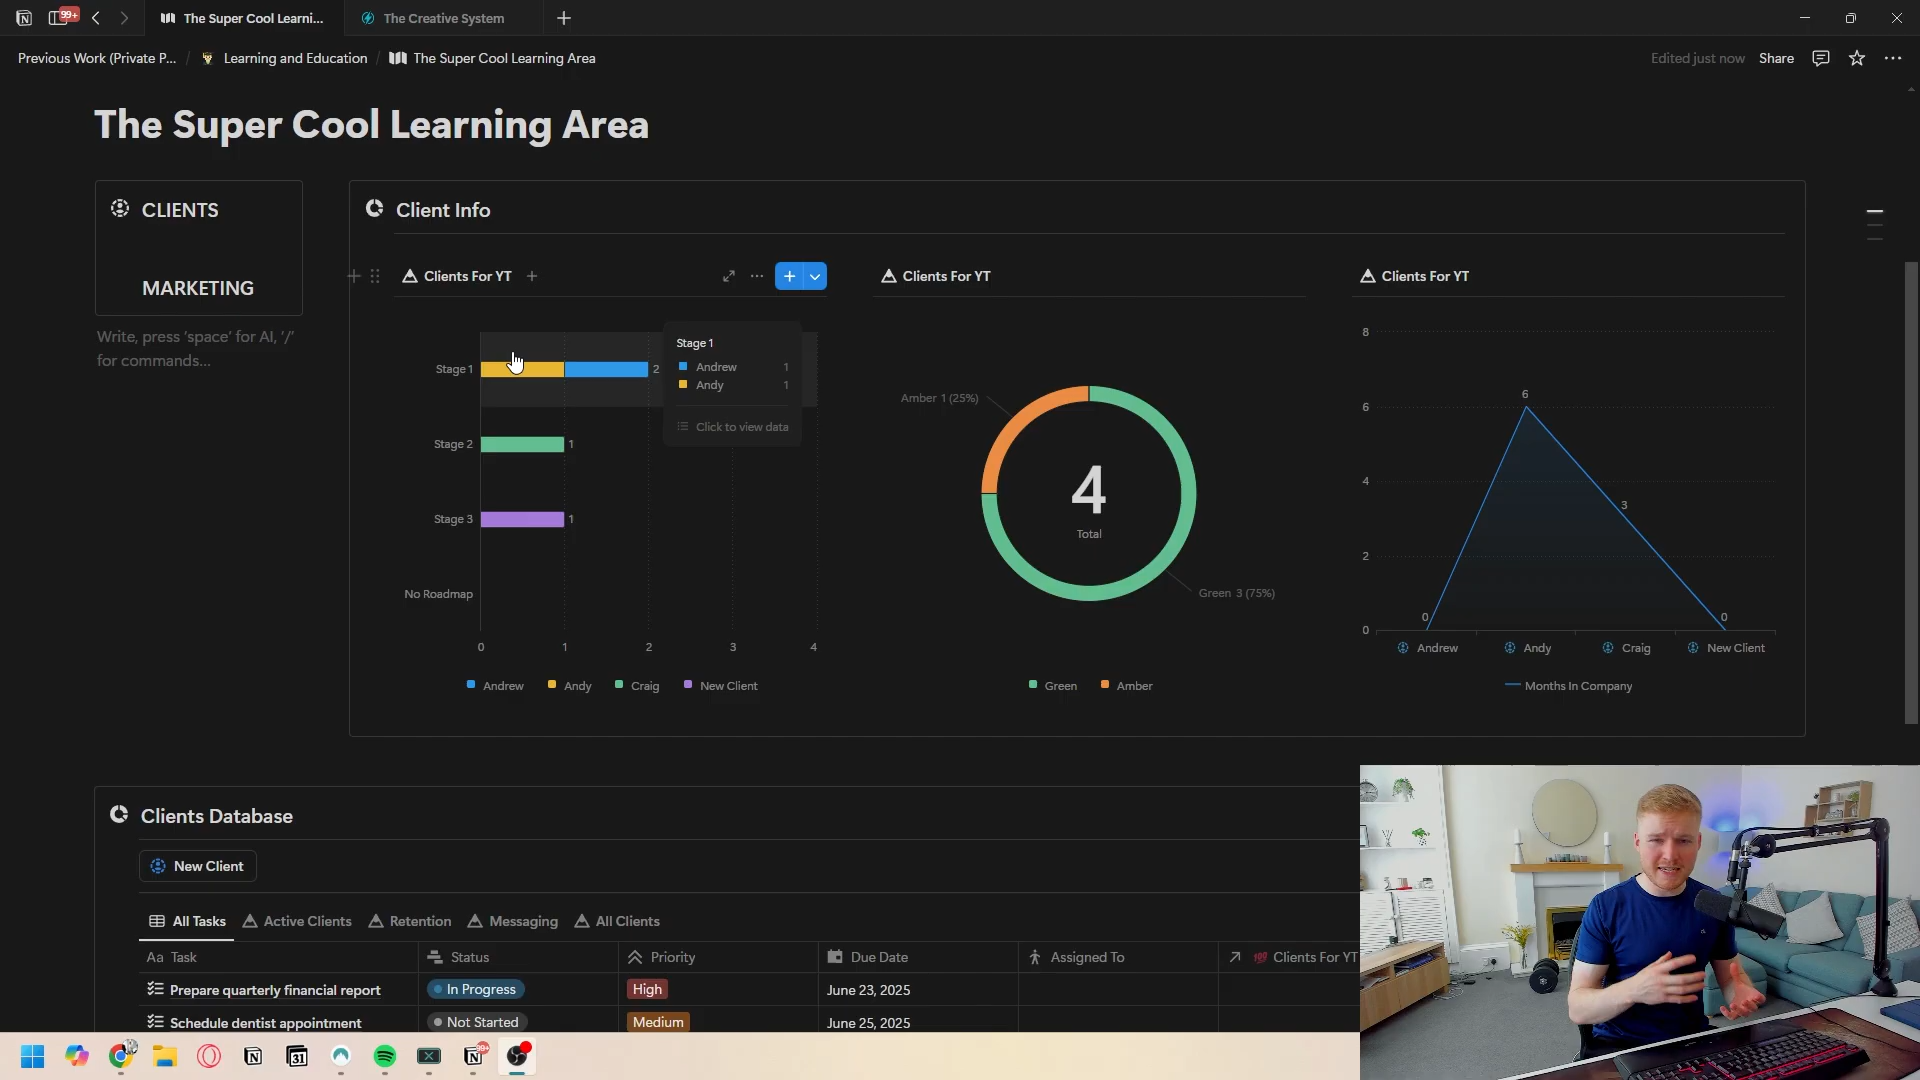 99+
The Super Cool Learni...
The Creative System
Previous Work (Private P... / Learning and Education / The Super Cool Learning Area
Edited just now Share
The Super Cool Learning Area
CLIENTS
MARKETING
Write, press ‘space’ for AI, ‘/’
for commands...
Client Info
Clients For YT
Stage 1
2
Stage 2
1
Stage 3
1
No Roadmap
0 1 2 3 4
Andrew Andy Craig New Client
Stage 1
Andrew 1
Andy 1
Click to view data
Clients For YT
Amber 1 (25%)
4
Total
Green 3 (75%)
Green Amber
Clients For YT
8
6
4
2
0
0
6
3
0
Andrew Andy Craig New Client
Months In Company
Clients Database
New Client
All Tasks Active Clients Retention Messaging All Clients
Aa Task Status Priority Due Date Assigned To 💯 Clients For YT
Prepare quarterly financial report In Progress High June 23, 2025
Schedule dentist appointment Not Started Medium June 25, 2025
31
99+